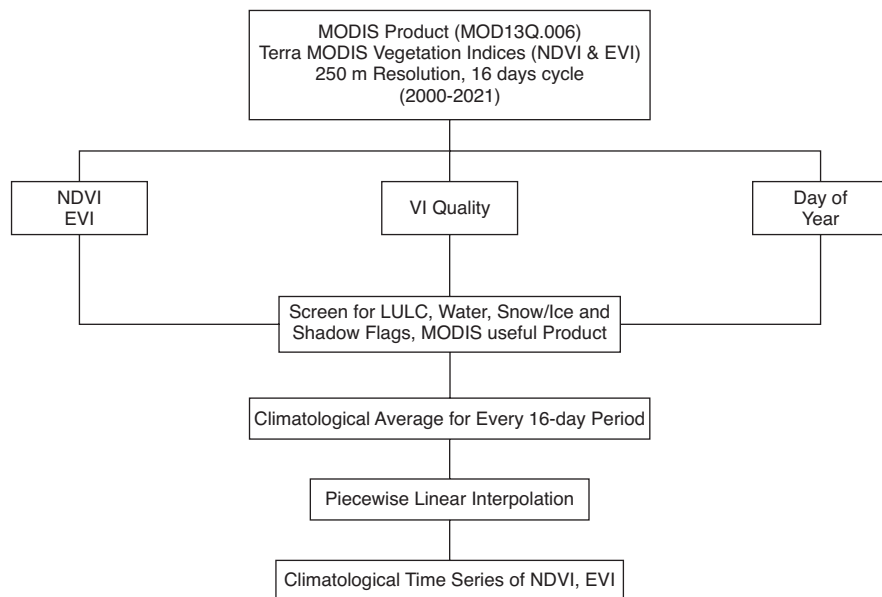 MODIS Product (MOD13Q.006)
Terra MODIS Vegetation Indices (NDVI & EVI)
250 m Resolution, 16 days cycle
(2000-2021)
NDVI
EVI
VI Quality
Day of
Year
Screen for LULC, Water, Snow/Ice and
Shadow Flags, MODIS useful Product
Climatological Average for Every 16-day Period
Piecewise Linear Interpolation
Climatological Time Series of NDVI, EVI